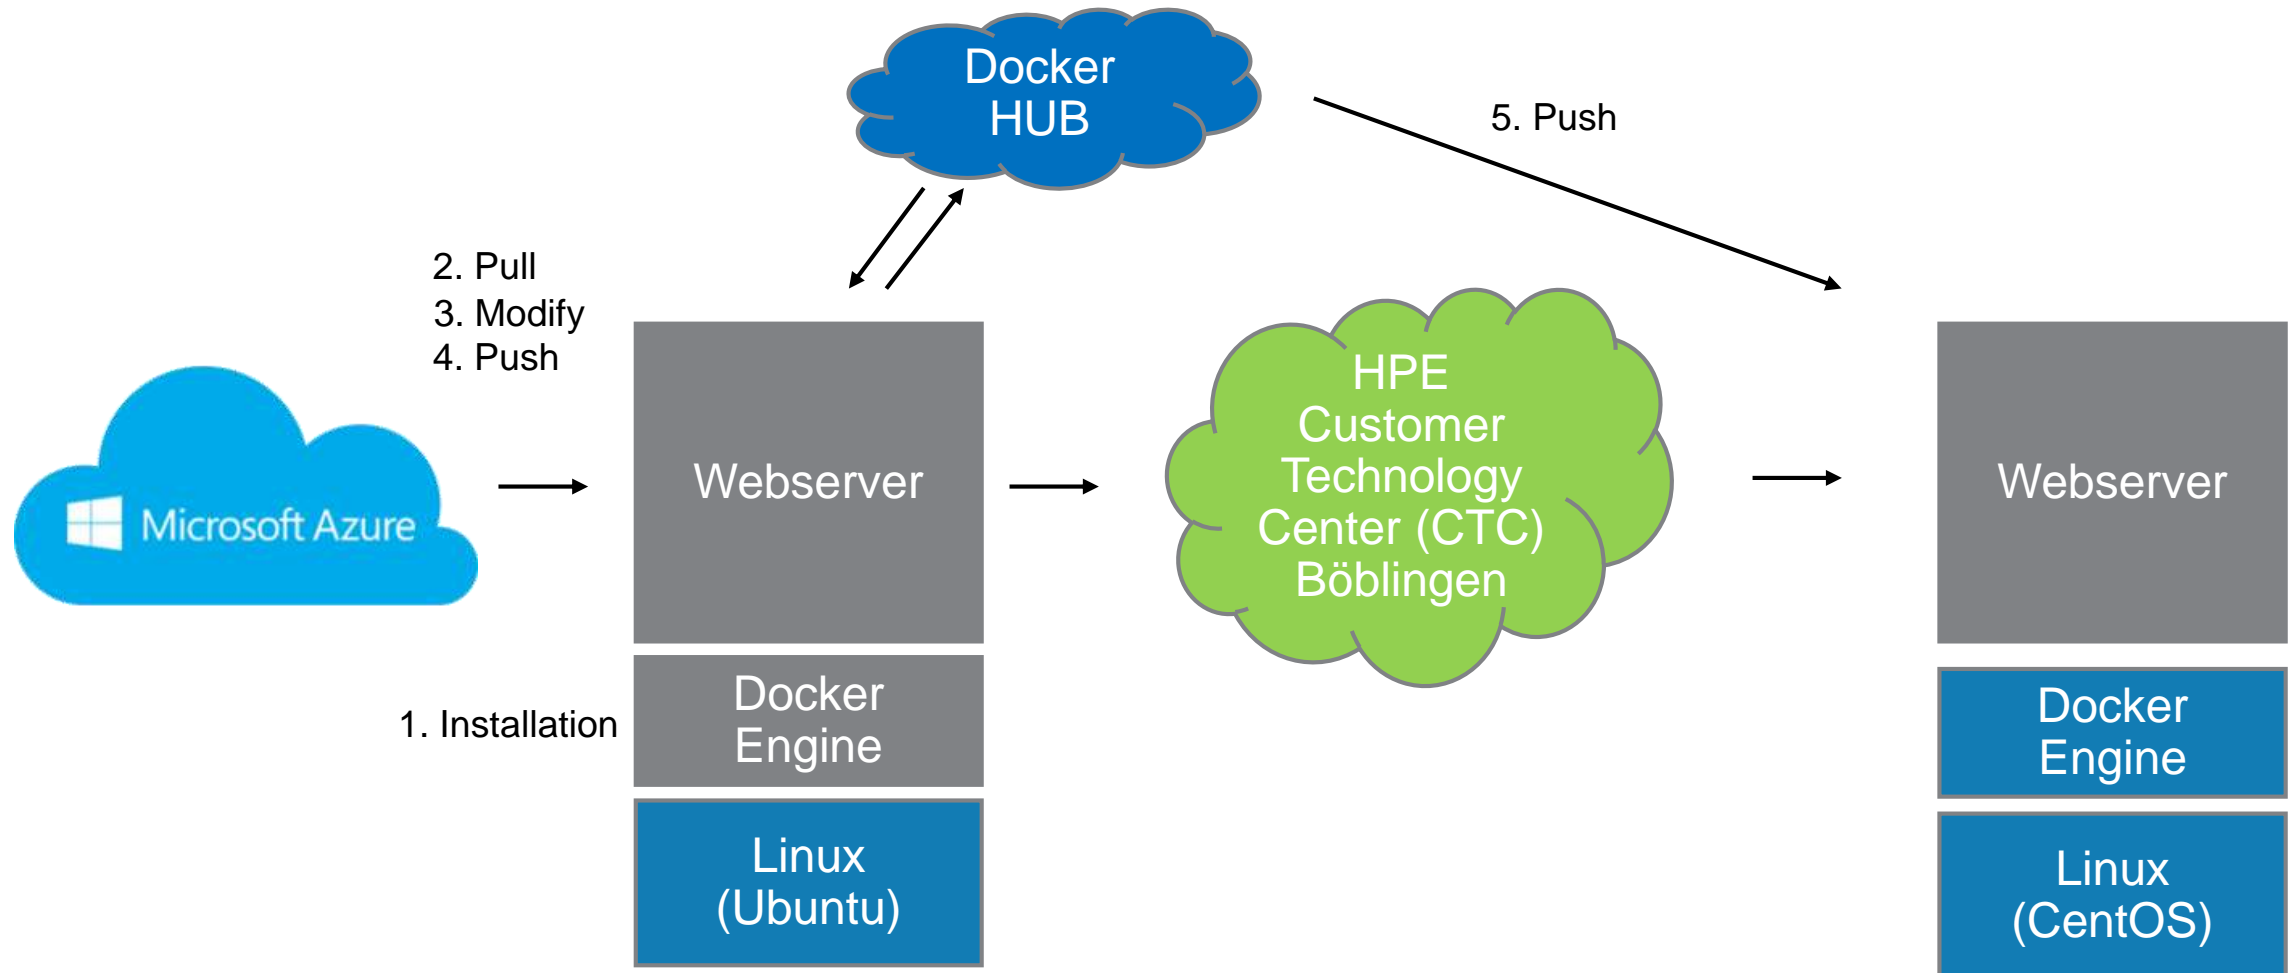 Docker
HUB
5. Push
2. Pull
3. Modify
4. Push
Microsoft Azure
Webserver
HPE
Customer
Technology
Center (CTC)
Böblingen
Webserver
1. Installation
Docker
Engine
Docker
Engine
Linux
(Ubuntu)
Linux
(CentOS)